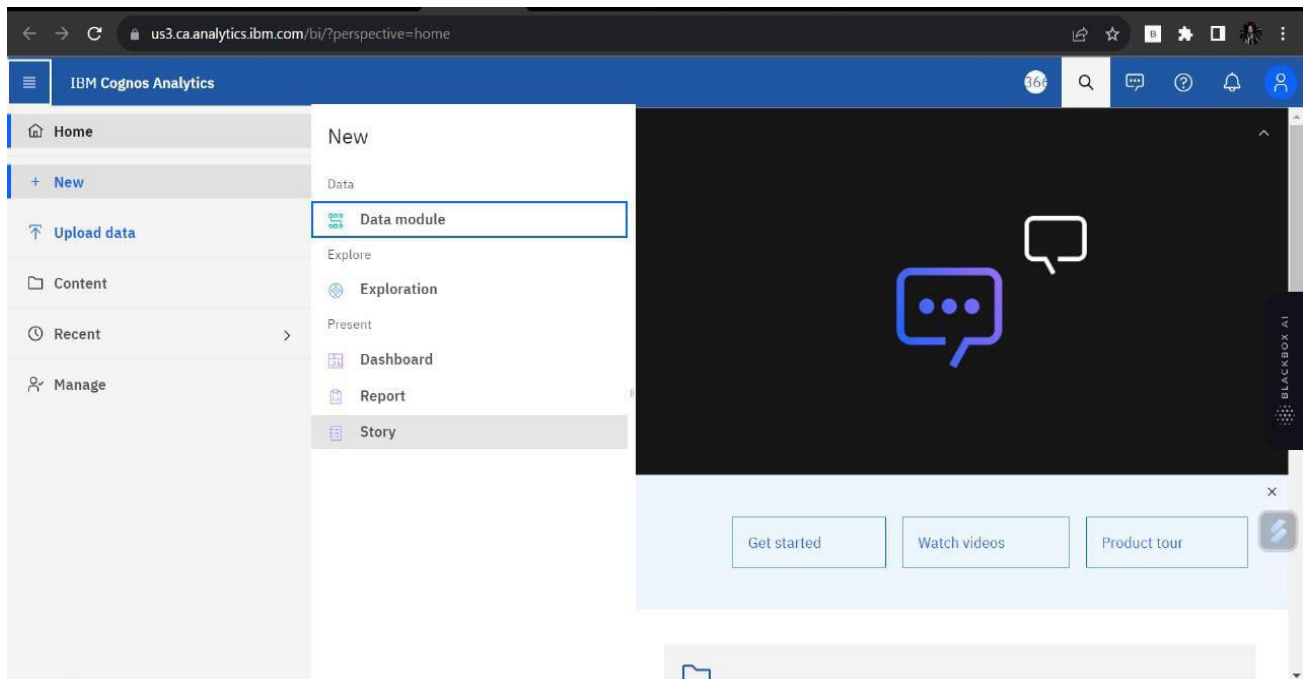 us3.ca.analytics.ibm.com/bi/?perspective=home
B
IBM Cognos Analytics
366
Home
+ New
Upload data
Content
Recent
Manage
New
Data
Data module
Explore
Exploration
Present
Dashboard
Report
Story
BLACKBOX AI
Get started
Watch videos
Product tour